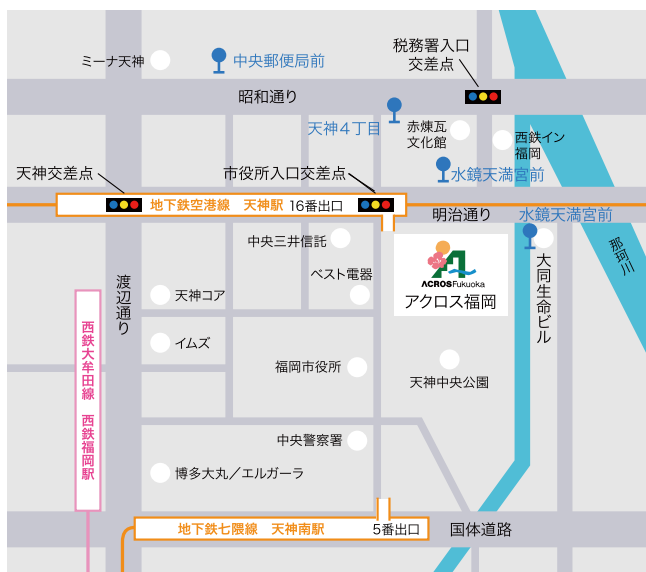 税務署入口
交差点
ミーナ天神
中央郵便局前
昭和通り
天神4丁目
赤煉瓦
文化館
西鉄イン
福岡
水鏡天満宮前
天神交差点
市役所入口交差点
地下鉄空港線 天神駅 16番出口
明治通り
水鏡天満宮前
中央三井信託
ベスト電器
ACROS Fukuoka
アクロス福岡
大同生命ビル
那珂川
渡辺通り
天神コア
イムズ
福岡市役所
天神中央公園
西鉄大牟田線 西鉄福岡駅
中央警察署
博多大丸／エルガーラ
地下鉄七隈線 天神南駅 5番出口
国体道路